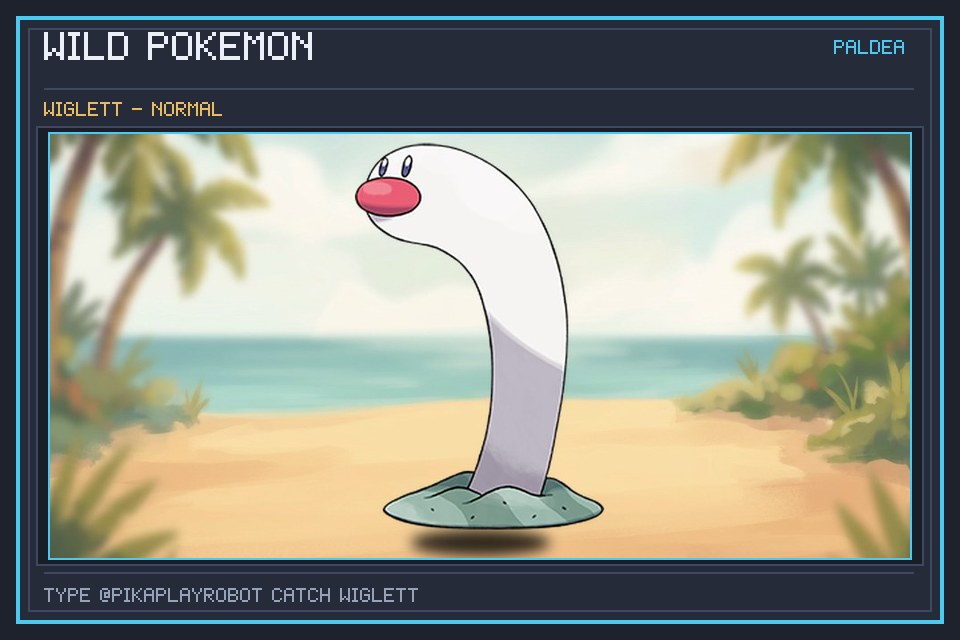 WILD POKEMON
PALDEA
WIGLETT - NORMAL
TYPE @PIKAPLAYROBOT CATCH WIGLETT